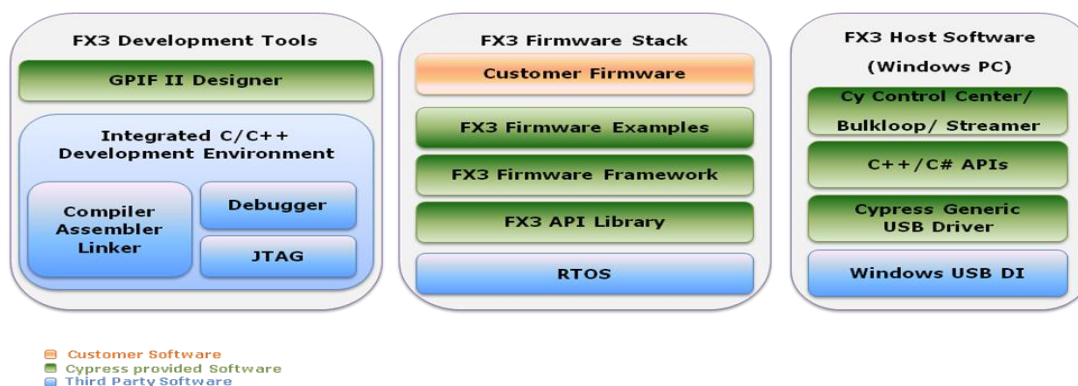 FX3 Development Tools
GPIF II Designer
Integrated C/C++
Development Environment
Compiler
Assembler
Linker
Debugger
JTAG
FX3 Firmware Stack
Customer Firmware
FX3 Firmware Examples
FX3 Firmware Framework
FX3 API Library
RTOS
FX3 Host Software
(Windows PC)
Cy Control Center/
Bulkloop/ Streamer
C++/C# APIs
Cypress Generic
USB Driver
Windows USB DI
Customer Software
Cypress provided Software
Third Party Software